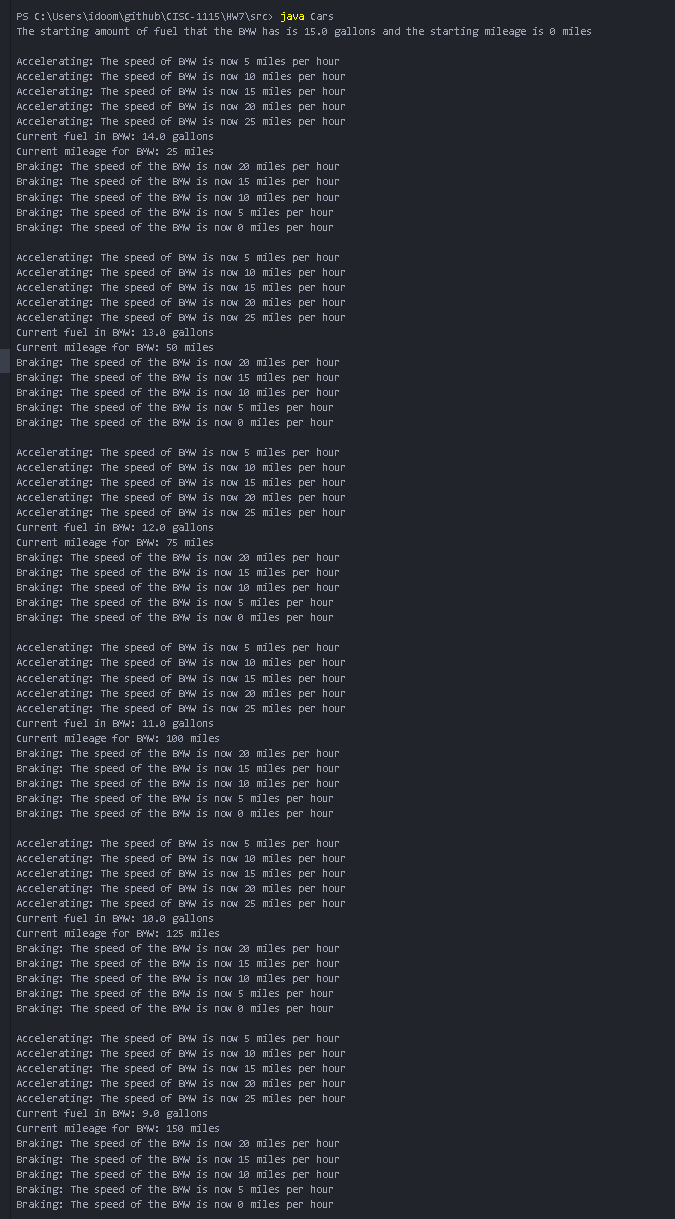 PS C:\Users\idoom\github\CISC-1115\HW7\src> java Cars
The starting amount of fuel that the BMW has is 15.0 gallons and the starting mileage is 0 miles

Accelerating: The speed of BMW is now 5 miles per hour
Accelerating: The speed of BMW is now 10 miles per hour
Accelerating: The speed of BMW is now 15 miles per hour
Accelerating: The speed of BMW is now 20 miles per hour
Accelerating: The speed of BMW is now 25 miles per hour
Current fuel in BMW: 14.0 gallons
Current mileage for BMW: 25 miles
Braking: The speed of the BMW is now 20 miles per hour
Braking: The speed of the BMW is now 15 miles per hour
Braking: The speed of the BMW is now 10 miles per hour
Braking: The speed of the BMW is now 5 miles per hour
Braking: The speed of the BMW is now 0 miles per hour

Accelerating: The speed of BMW is now 5 miles per hour
Accelerating: The speed of BMW is now 10 miles per hour
Accelerating: The speed of BMW is now 15 miles per hour
Accelerating: The speed of BMW is now 20 miles per hour
Accelerating: The speed of BMW is now 25 miles per hour
Current fuel in BMW: 13.0 gallons
Current mileage for BMW: 50 miles
Braking: The speed of the BMW is now 20 miles per hour
Braking: The speed of the BMW is now 15 miles per hour
Braking: The speed of the BMW is now 10 miles per hour
Braking: The speed of the BMW is now 5 miles per hour
Braking: The speed of the BMW is now 0 miles per hour

Accelerating: The speed of BMW is now 5 miles per hour
Accelerating: The speed of BMW is now 10 miles per hour
Accelerating: The speed of BMW is now 15 miles per hour
Accelerating: The speed of BMW is now 20 miles per hour
Accelerating: The speed of BMW is now 25 miles per hour
Current fuel in BMW: 12.0 gallons
Current mileage for BMW: 75 miles
Braking: The speed of the BMW is now 20 miles per hour
Braking: The speed of the BMW is now 15 miles per hour
Braking: The speed of the BMW is now 10 miles per hour
Braking: The speed of the BMW is now 5 miles per hour
Braking: The speed of the BMW is now 0 miles per hour

Accelerating: The speed of BMW is now 5 miles per hour
Accelerating: The speed of BMW is now 10 miles per hour
Accelerating: The speed of BMW is now 15 miles per hour
Accelerating: The speed of BMW is now 20 miles per hour
Accelerating: The speed of BMW is now 25 miles per hour
Current fuel in BMW: 11.0 gallons
Current mileage for BMW: 100 miles
Braking: The speed of the BMW is now 20 miles per hour
Braking: The speed of the BMW is now 15 miles per hour
Braking: The speed of the BMW is now 10 miles per hour
Braking: The speed of the BMW is now 5 miles per hour
Braking: The speed of the BMW is now 0 miles per hour

Accelerating: The speed of BMW is now 5 miles per hour
Accelerating: The speed of BMW is now 10 miles per hour
Accelerating: The speed of BMW is now 15 miles per hour
Accelerating: The speed of BMW is now 20 miles per hour
Accelerating: The speed of BMW is now 25 miles per hour
Current fuel in BMW: 10.0 gallons
Current mileage for BMW: 125 miles
Braking: The speed of the BMW is now 20 miles per hour
Braking: The speed of the BMW is now 15 miles per hour
Braking: The speed of the BMW is now 10 miles per hour
Braking: The speed of the BMW is now 5 miles per hour
Braking: The speed of the BMW is now 0 miles per hour

Accelerating: The speed of BMW is now 5 miles per hour
Accelerating: The speed of BMW is now 10 miles per hour
Accelerating: The speed of BMW is now 15 miles per hour
Accelerating: The speed of BMW is now 20 miles per hour
Accelerating: The speed of BMW is now 25 miles per hour
Current fuel in BMW: 9.0 gallons
Current mileage for BMW: 150 miles
Braking: The speed of the BMW is now 20 miles per hour
Braking: The speed of the BMW is now 15 miles per hour
Braking: The speed of the BMW is now 10 miles per hour
Braking: The speed of the BMW is now 5 miles per hour
Braking: The speed of the BMW is now 0 miles per hour